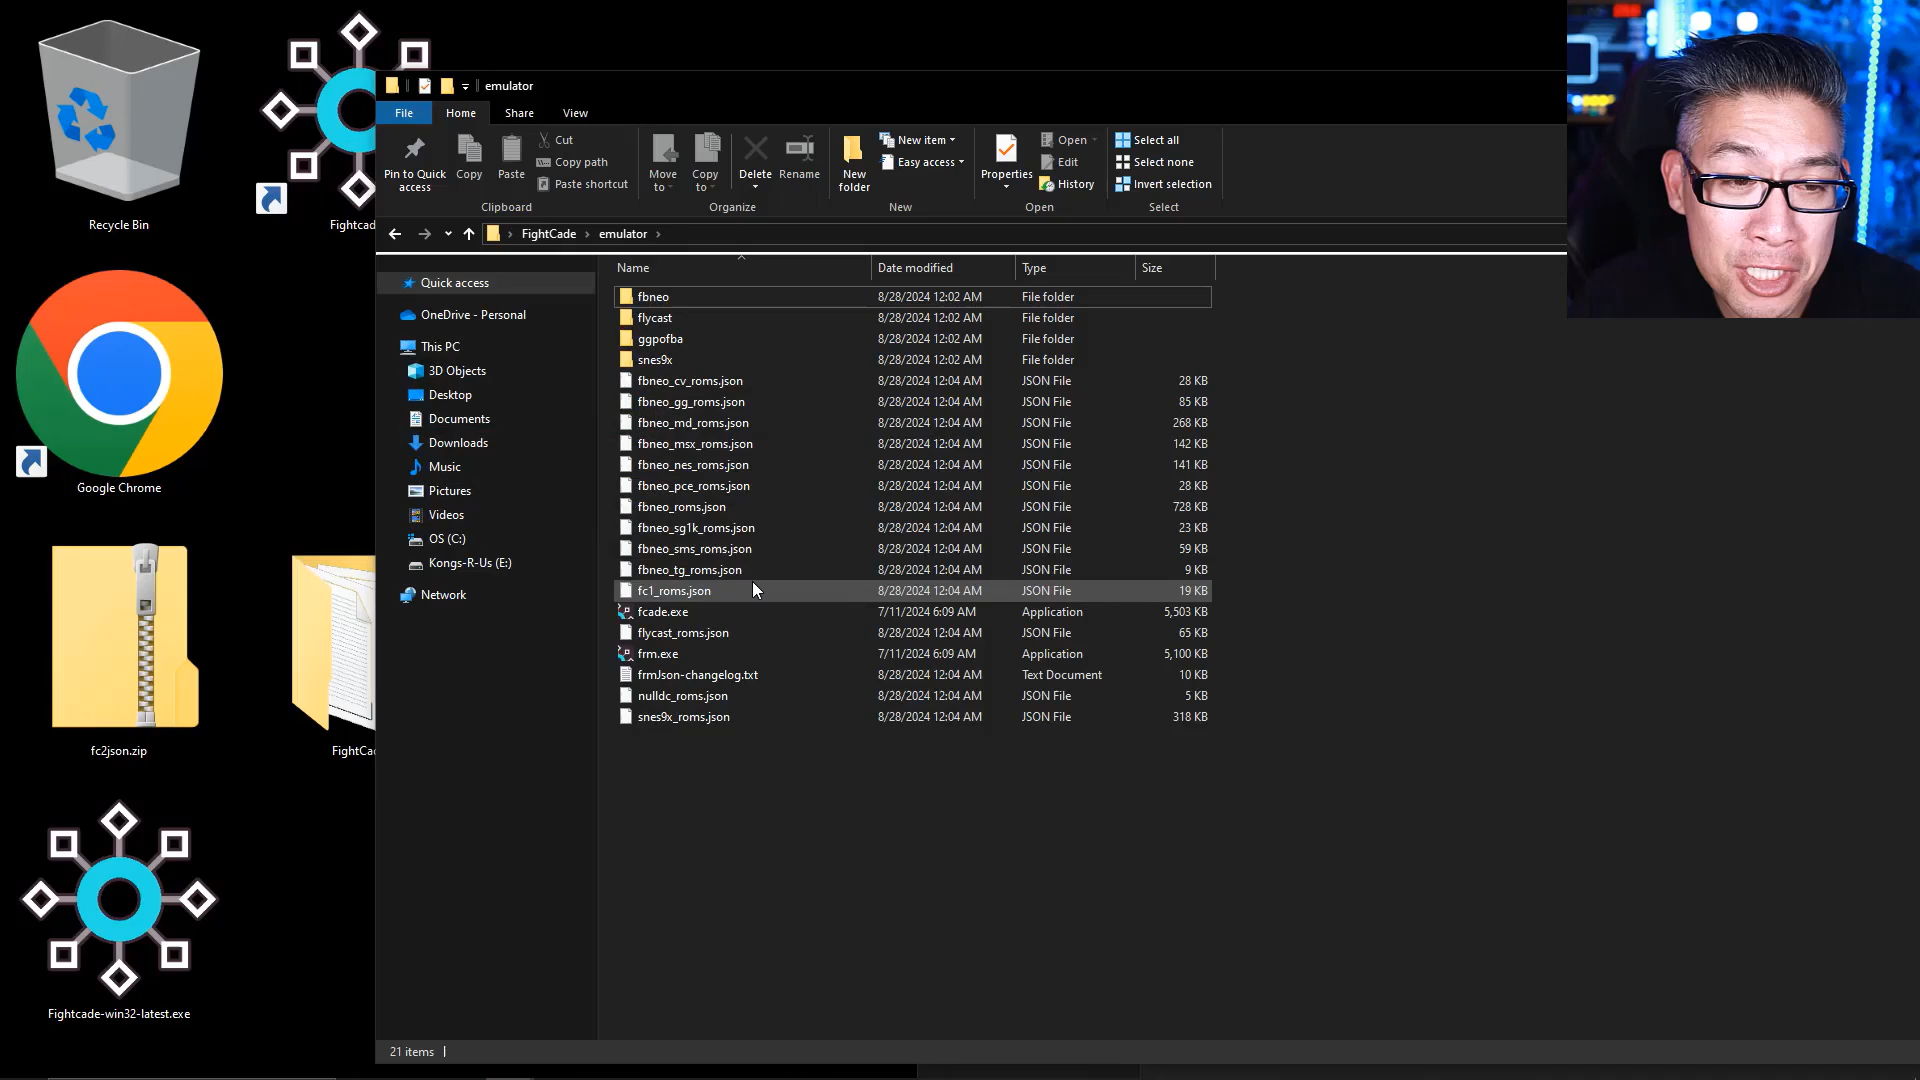 Recycle Bin
Fightcad
Google Chrome
fc2json.zip
FightCa
Fightcade-win32-latest.exe
emulator
File Home Share View
Pin to Quick access
Copy
Paste
Cut
Copy path
Paste shortcut
Clipboard
Move to
Copy to
Delete
Rename
Organize
New folder
New item
Easy access
New
Properties
Open
Edit
History
Open
Select all
Select none
Invert selection
Select
FightCade > emulator >
Quick access
OneDrive - Personal
This PC
3D Objects
Desktop
Documents
Downloads
Music
Pictures
Videos
OS (C:)
Kongs-R-Us (E:)
Network
Name Date modified Type Size
fbneo 8/28/2024 12:02 AM File folder
flycast 8/28/2024 12:02 AM File folder
ggpofba 8/28/2024 12:02 AM File folder
snes9x 8/28/2024 12:02 AM File folder
fbneo_cv_roms.json 8/28/2024 12:04 AM JSON File 28 KB
fbneo_gg_roms.json 8/28/2024 12:04 AM JSON File 85 KB
fbneo_md_roms.json 8/28/2024 12:04 AM JSON File 268 KB
fbneo_msx_roms.json 8/28/2024 12:04 AM JSON File 142 KB
fbneo_nes_roms.json 8/28/2024 12:04 AM JSON File 141 KB
fbneo_pce_roms.json 8/28/2024 12:04 AM JSON File 28 KB
fbneo_roms.json 8/28/2024 12:04 AM JSON File 728 KB
fbneo_sg1k_roms.json 8/28/2024 12:04 AM JSON File 23 KB
fbneo_sms_roms.json 8/28/2024 12:04 AM JSON File 59 KB
fbneo_tg_roms.json 8/28/2024 12:04 AM JSON File 9 KB
fc1_roms.json 8/28/2024 12:04 AM JSON File 19 KB
fcade.exe 7/11/2024 6:09 AM Application 5,503 KB
flycast_roms.json 8/28/2024 12:04 AM JSON File 65 KB
frm.exe 7/11/2024 6:09 AM Application 5,100 KB
frmJson-changelog.txt 8/28/2024 12:04 AM Text Document 10 KB
nulldc_roms.json 8/28/2024 12:04 AM JSON File 5 KB
snes9x_roms.json 8/28/2024 12:04 AM JSON File 318 KB
21 items